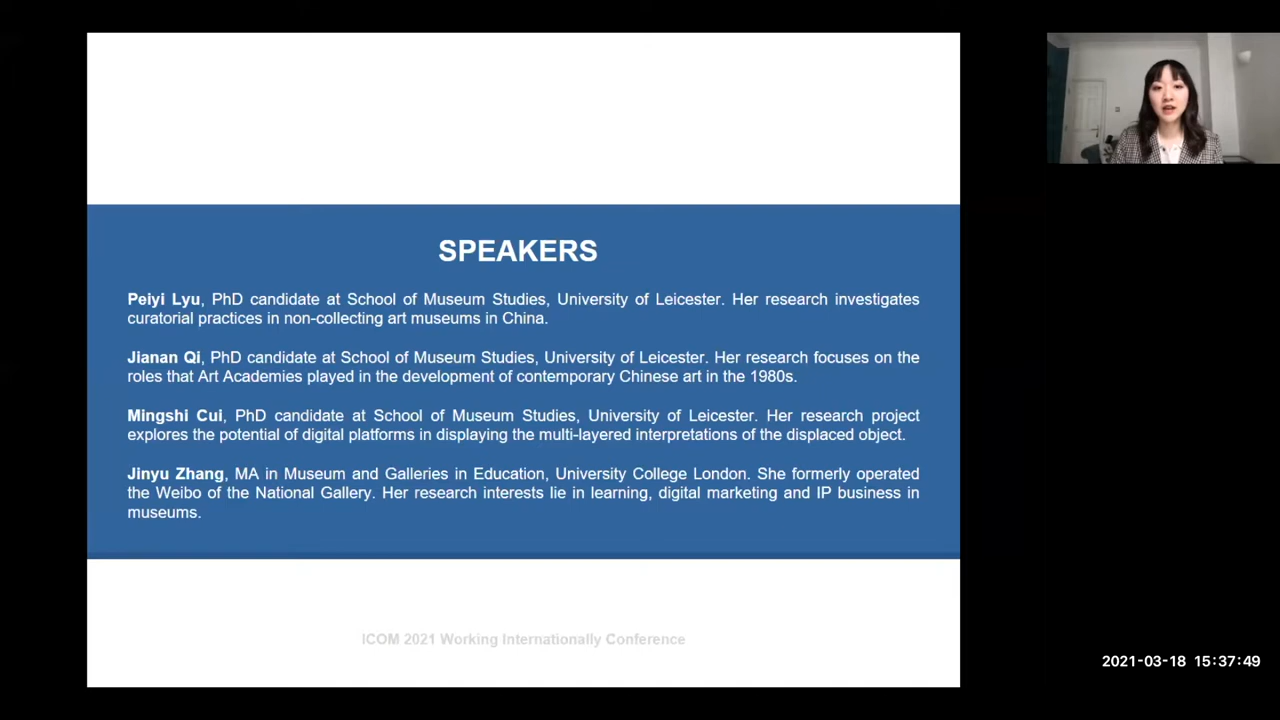 SPEAKERS
Peiyi Lyu, PhD candidate at School of Museum Studies, University of Leicester. Her research investigates
curatorial practices in non-collecting art museums in China.
Jianan Qi, PhD candidate at School of Museum Studies, University of Leicester. Her research focuses on the
roles that Art Academies played in the development of contemporary Chinese art in the 1980s.
Mingshi Cui, PhD candidate at School of Museum Studies, University of Leicester. Her research project
explores the potential of digital platforms in displaying the multi-layered interpretations of the displaced object.
Jinyu Zhang, MA in Museum and Galleries in Education, University College London. She formerly operated
the Weibo of the National Gallery. Her research interests lie in learning, digital marketing and IP business in
museums.
ICOM 2021 Working Internationally Conference
2021-03-18 15:37:49